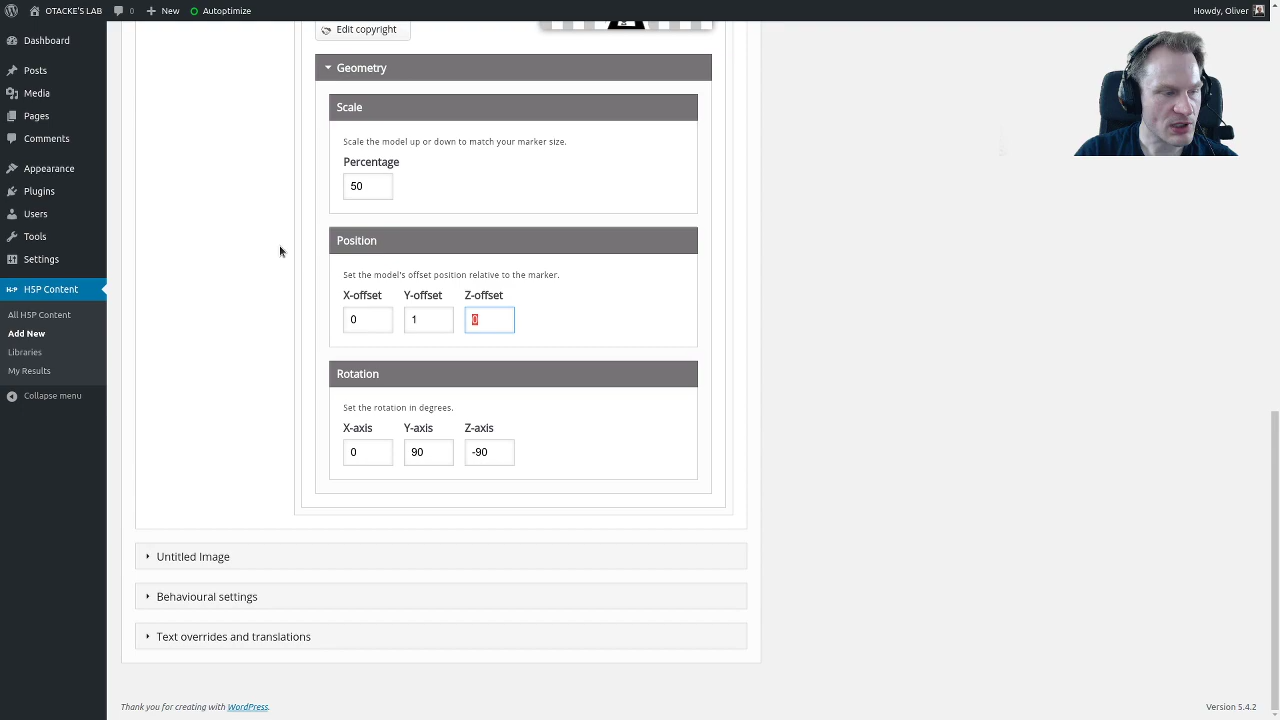 OTACKE'S LAB 0 New Autoptimize Howdy, Oliver
Dashboard
Posts
Media
Pages
Comments
Appearance
Plugins
Users
Tools
Settings
H5P Content
All H5P Content
Add New
Libraries
My Results
Collapse menu
Edit copyright
Geometry
Scale
Scale the model up or down to match your marker size.
Percentage
50
Position
Set the model's offset position relative to the marker.
X-offset Y-offset Z-offset
0 1 0
Rotation
Set the rotation in degrees.
X-axis Y-axis Z-axis
0 90 -90
Untitled Image
Behavioural settings
Text overrides and translations
Thank you for creating with WordPress. Version 5.4.2